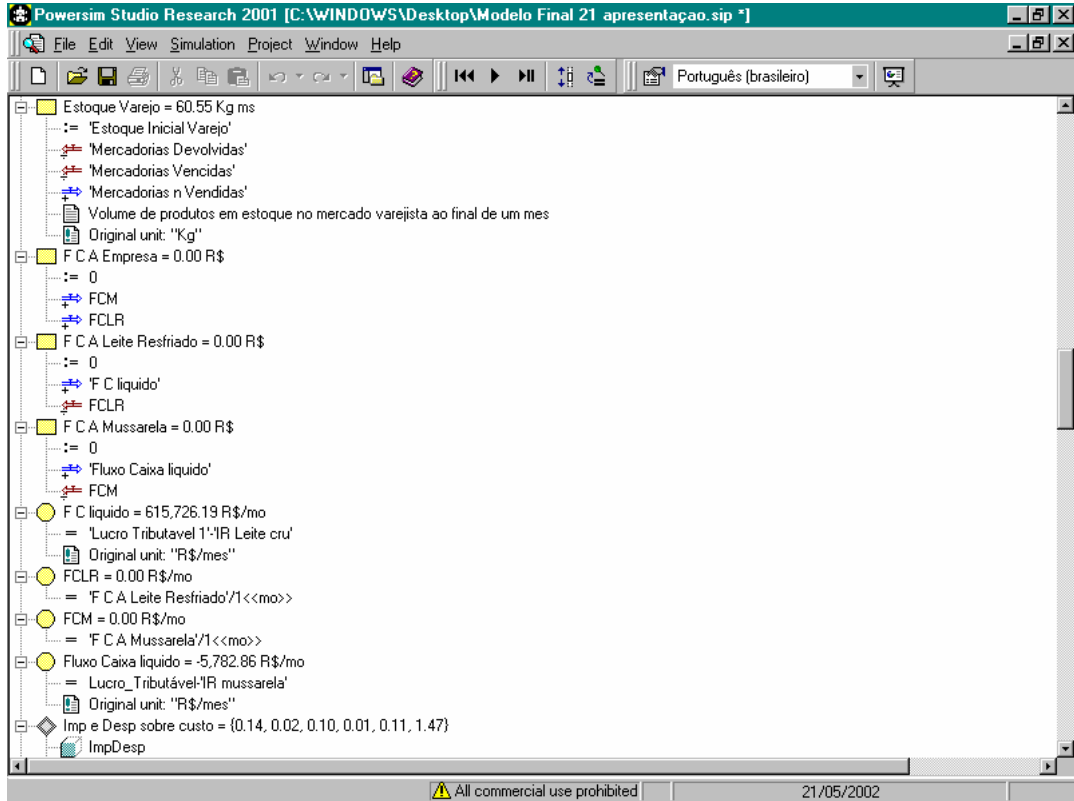 Powersim Studio Research 2001 [C:\WINDOWS\Desktop\Modelo Final 21 apresentaçao.sip *]
File Edit View Simulation Project Window Help
Português (brasileiro)
Estoque Varejo = 60.55 Kg ms
:= 'Estoque Inicial Varejo'
'Mercadorias Devolvidas'
'Mercadorias Vencidas'
'Mercadorias n Vendidas'
Volume de produtos em estoque no mercado varejista ao final de um mes
Original unit: "Kg"
F C A Empresa = 0.00 R$
:= 0
FCM
FCLR
F C A Leite Resfriado = 0.00 R$
:= 0
'F C liquido'
FCLR
F C A Mussarela = 0.00 R$
:= 0
'Fluxo Caixa liquido'
FCM
F C liquido = 615,726.19 R$/mo
= 'Lucro Tributavel 1'-'IR Leite cru'
Original unit: "R$/mes"
FCLR = 0.00 R$/mo
= 'F C A Leite Resfriado'/1<<mo>>
FCM = 0.00 R$/mo
= 'F C A Mussarela'/1<<mo>>
Fluxo Caixa liquido = -5,782.86 R$/mo
= Lucro_Tributável-'IR mussarela'
Original unit: "R$/mes"
Imp e Desp sobre custo = {0.14, 0.02, 0.10, 0.01, 0.11, 1.47}
ImpDesp
All commercial use prohibited 21/05/2002